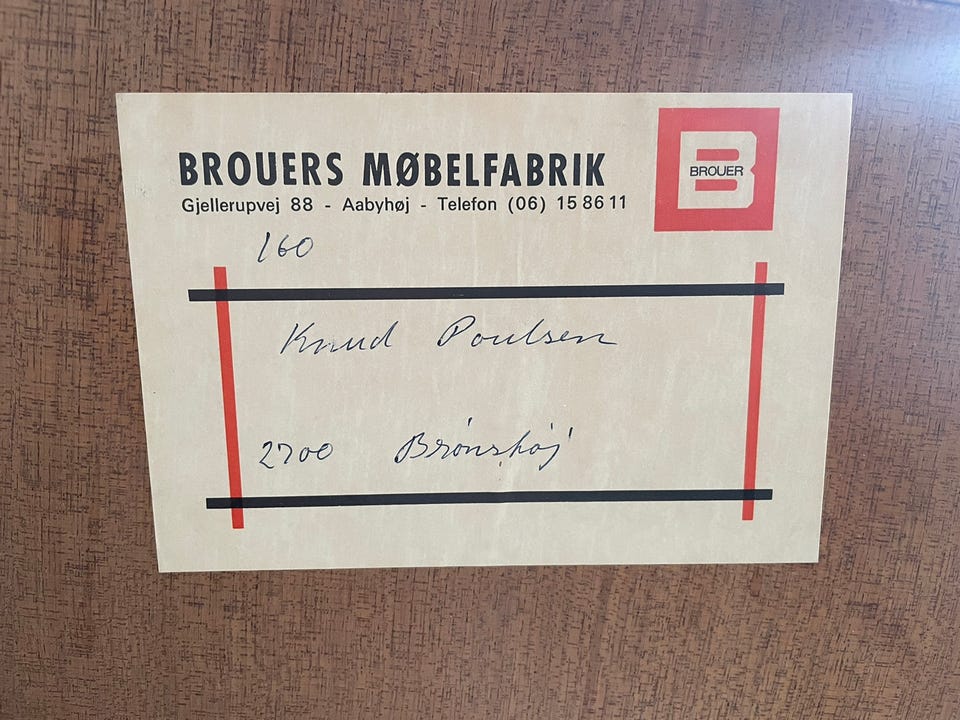 BROUERS MØBELFABRIK
Gjellerupvej 88 - Aabyhøj - Telefon (06) 15 86 11
BROUER
160
Knud Poulsen
2700 Brønshøj